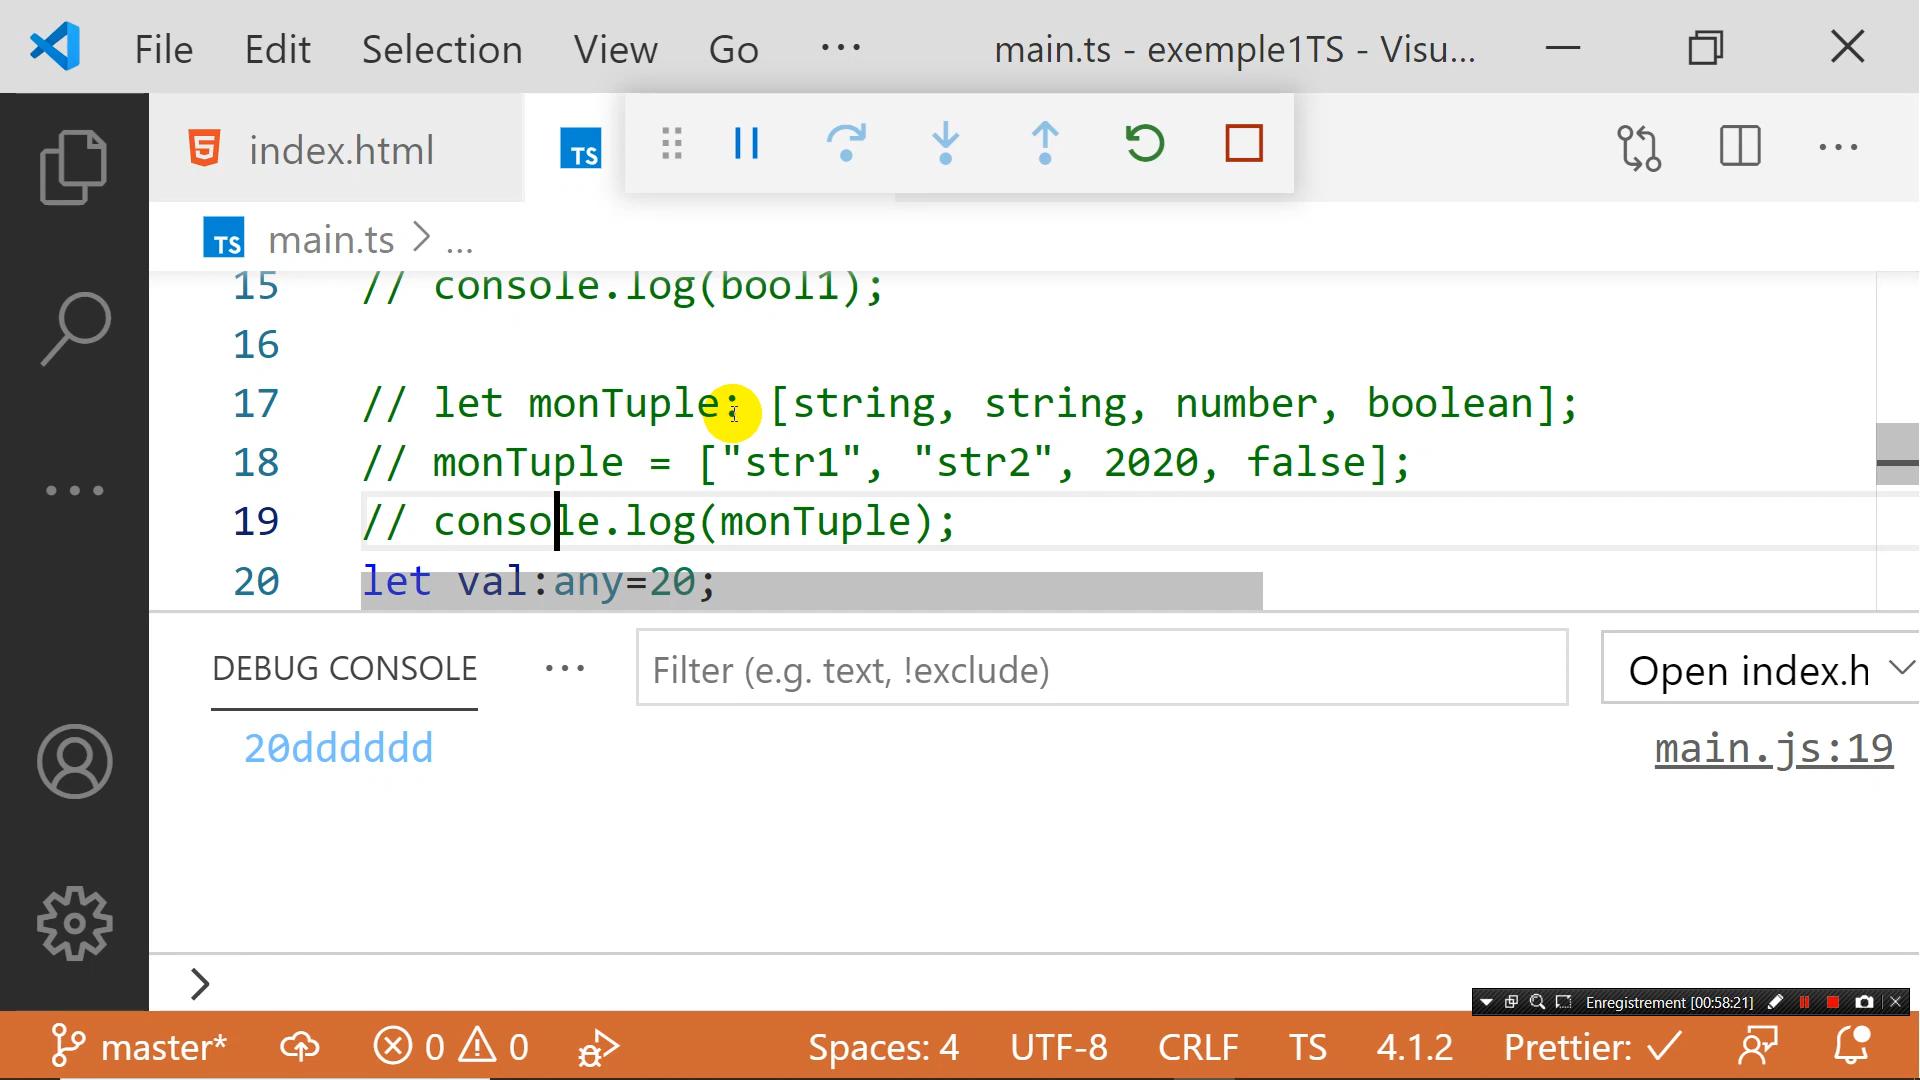 File Edit Selection View Go ··· main.ts - exemple1TS - Visu...
index.html TS
TS main.ts > ...
15 // console.log(bool1);
16
17 // let monTuple: [string, string, number, boolean];
18 // monTuple = ["str1", "str2", 2020, false];
19 // console.log(monTuple);
20 let val:any=20;
DEBUG CONSOLE ··· Filter (e.g. text, !exclude) Open index.h
20dddddd main.js:19
>
Enregistrement [00:58:21]
master* 0 0 Spaces: 4 UTF-8 CRLF TS 4.1.2 Prettier: ✓